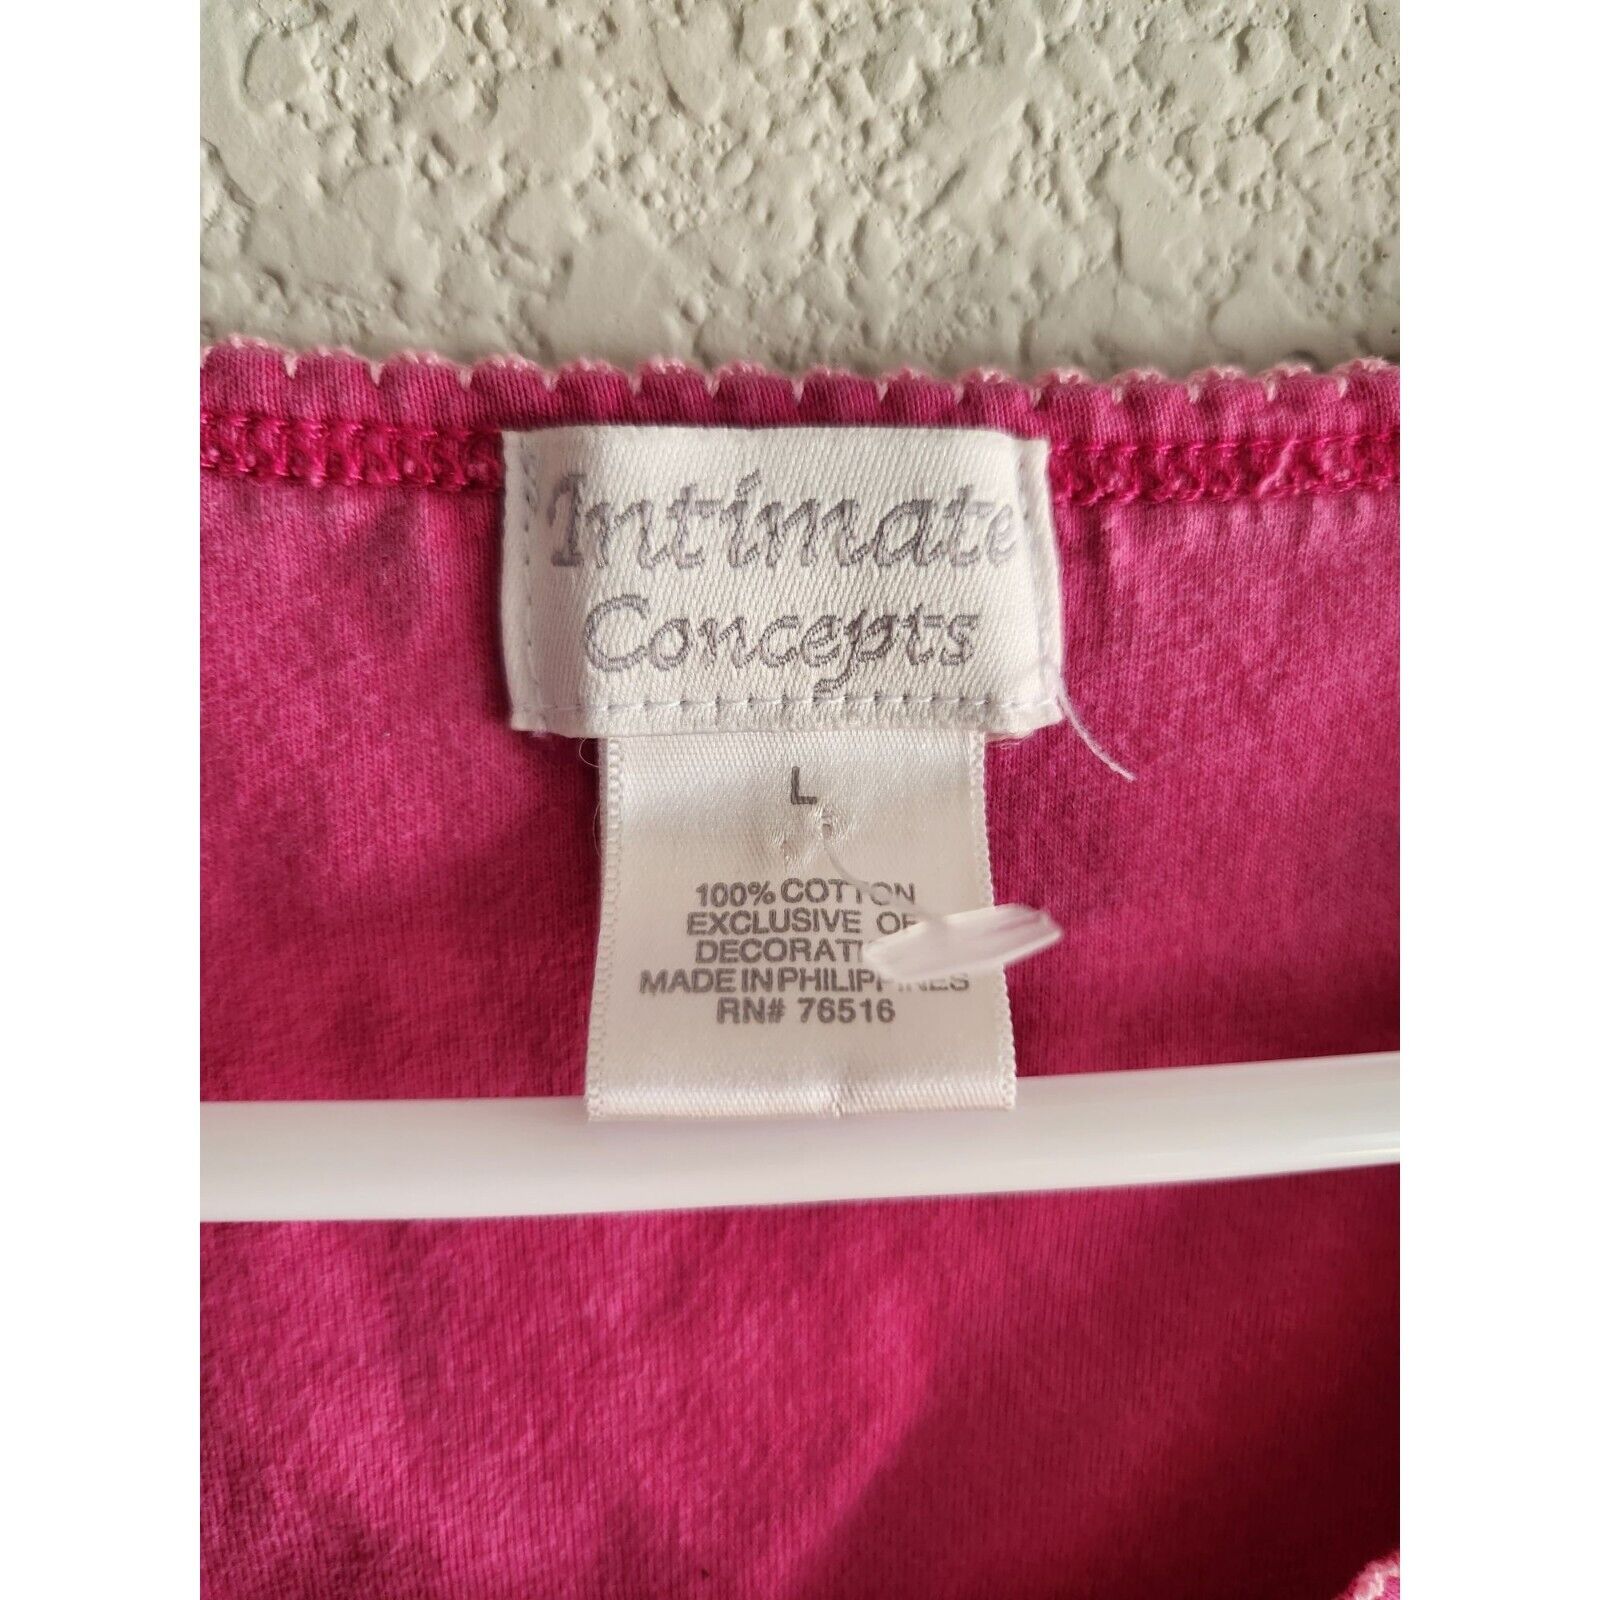 Intimate
Concepts
L
100% COTTON
EXCLUSIVE OF
DECORATI
MADE IN PHILIPPINES
RN# 76516